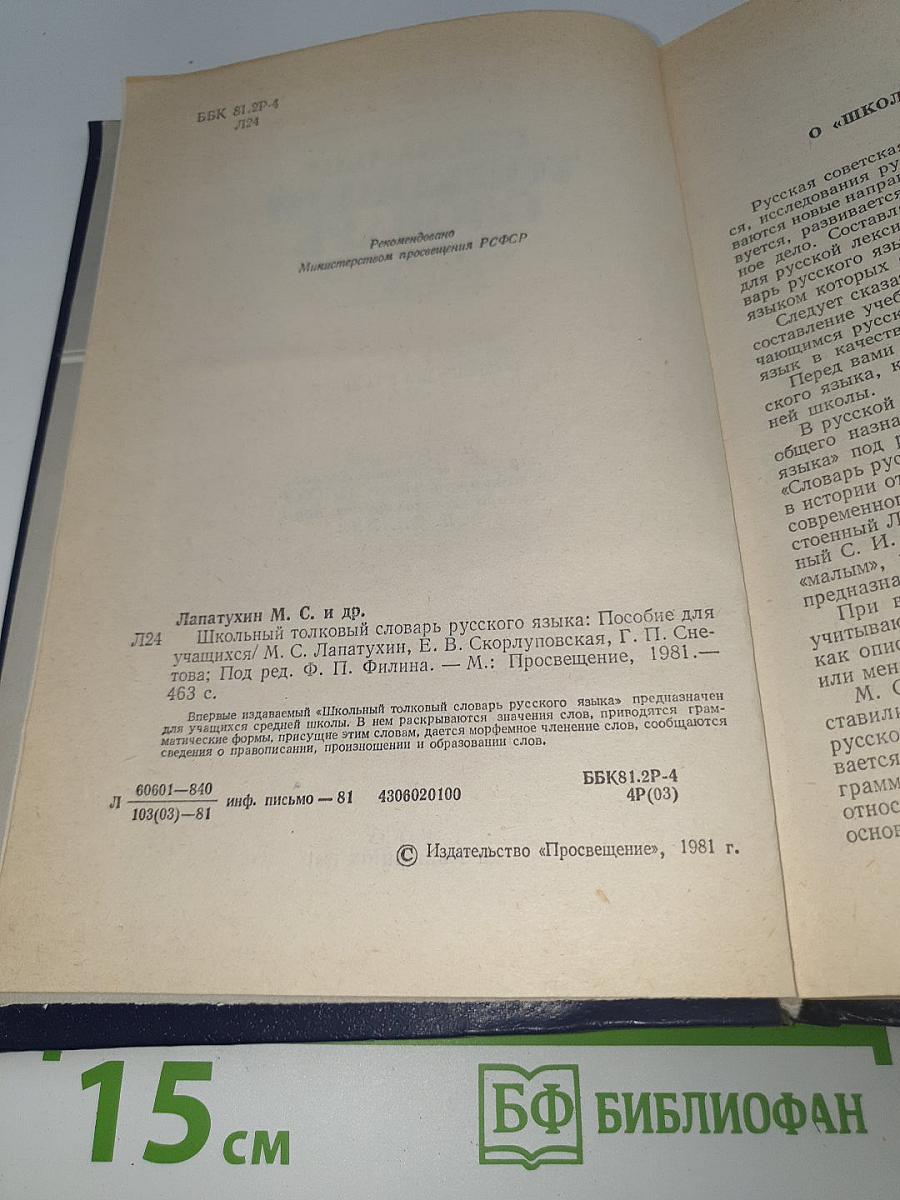 ББК 81.2Р-4
Л24
Рекомендовано
Министерством просвещения РСФСР
Лапатухин М. С. и др.
Л24 Школьный толковый словарь русского языка: Пособие для
учащихся/ М. С. Лапатухин, Е. В. Скорлуповская, Г. П. Сне-
това; Под ред. Ф. П. Филина. — М.: Просвещение, 1981.—
463 с.
Впервые издаваемый «Школьный толковый словарь русского языка» предназначен
для учащихся средней школы. В нем раскрываются значения слов, приводятся грам-
матические формы, присущие этим словам, дается морфемное членение слов, сообщаются
сведения о правописании, произношении и образовании слов.
Л 60601—840
103(03)—81 инф. письмо — 81 4306020100
ББК81.2Р-4
4Р(03)
© Издательство «Просвещение», 1981 г.
О «ШКОЛ
Русская советская
ся, исследования ру
ваются новые направ
вуется, развивается
ное дело. Составл
для русской лекси
варь русского язы
языком которых
Следует сказа
составление учеб
чающимся русск
язык в качеств
Перед вами
ского языка, к
ней школы.
В русской
общего назна
языка» под р
«Словарь рус
в истории от
современног
стоенный Л
ный С. И.
«малым»,
предназна
При в
учитываю
как опис
или мен
М. С
ставили
русско
вается
грамм
относ
основ
15 см
БФ БИБЛИОФАН